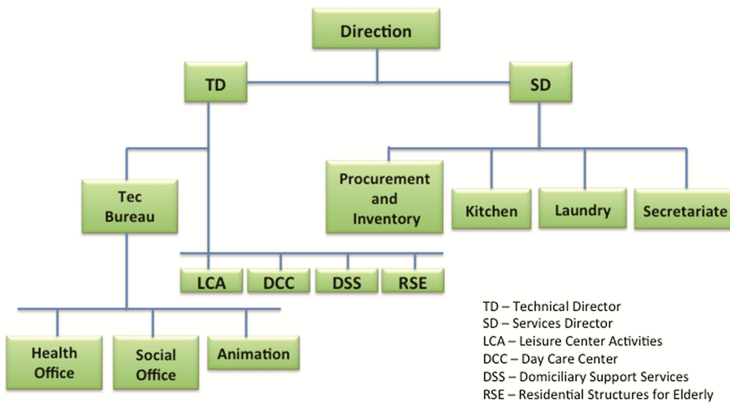 Direction
TD
SD
Tec
Bureau
Procurement
and
Inventory
Kitchen
Laundry
Secretariate
LCA
DCC
DSS
RSE
Health
Office
Social
Office
Animation
TD – Technical Director
SD – Services Director
LCA – Leisure Center Activities
DCC – Day Care Center
DSS – Domiciliary Support Services
RSE – Residential Structures for Elderly